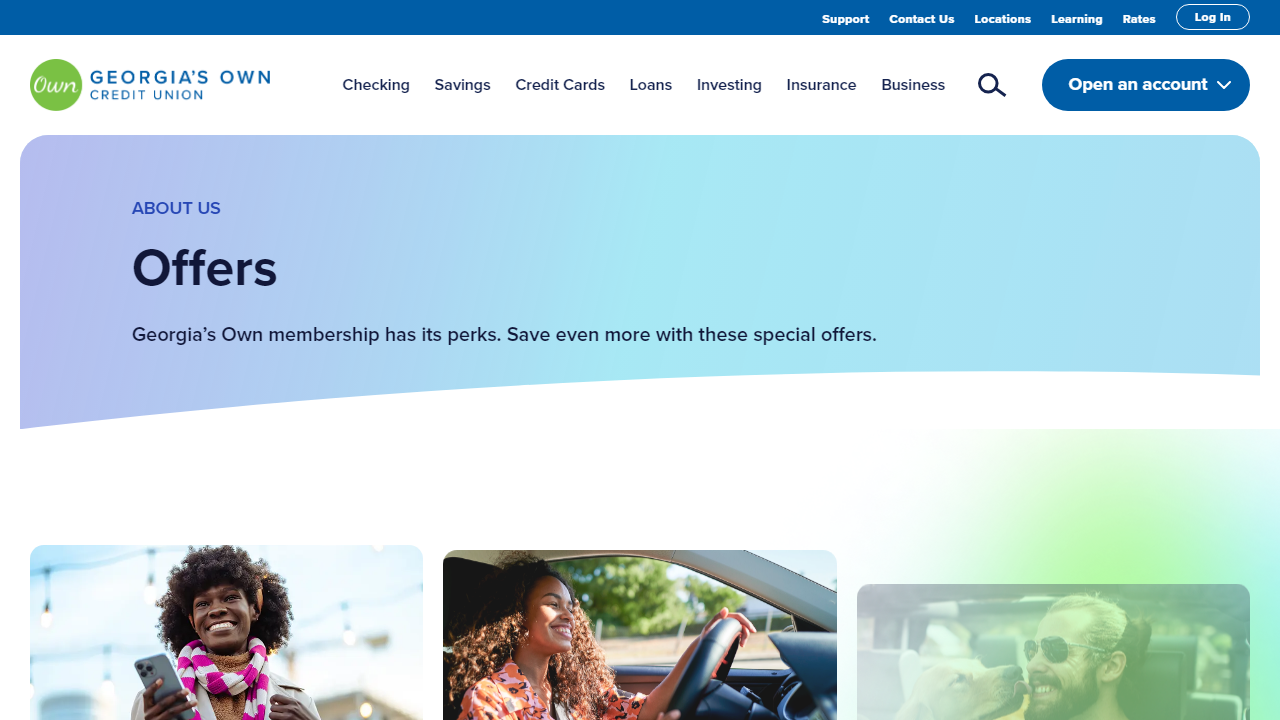 Support Contact Us Locations Learning Rates Log In
Own GEORGIA'S OWN
CREDIT UNION
Checking Savings Credit Cards Loans Investing Insurance Business Open an account
ABOUT US
Offers
Georgia’s Own membership has its perks. Save even more with these special offers.